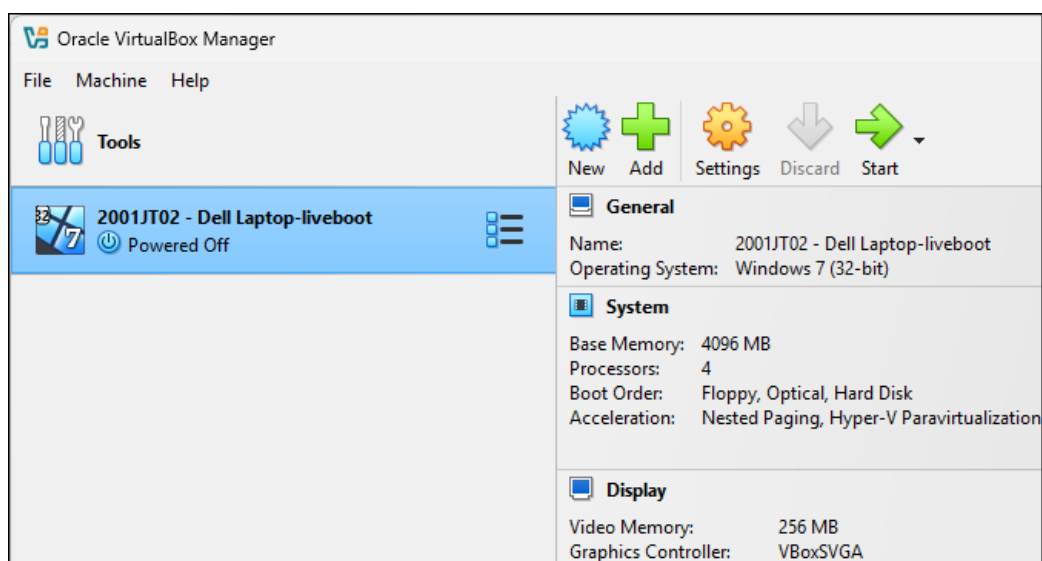 Oracle VirtualBox Manager
File Machine Help
Tools
New Add Settings Discard Start
32
7
2001JT02 - Dell Laptop-liveboot
Powered Off
General
Name: 2001JT02 - Dell Laptop-liveboot
Operating System: Windows 7 (32-bit)
System
Base Memory: 4096 MB
Processors: 4
Boot Order: Floppy, Optical, Hard Disk
Acceleration: Nested Paging, Hyper-V Paravirtualization
Display
Video Memory: 256 MB
Graphics Controller: VBoxSVGA